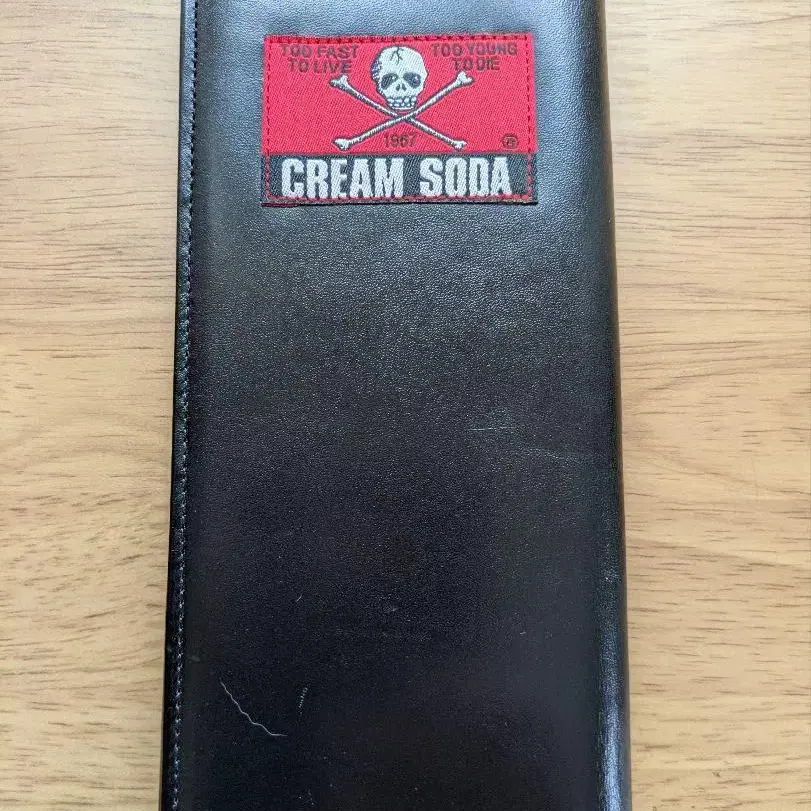 TOO FAST TOO YOUNG
TO LIVE TO DIE
1967
CREAM SODA